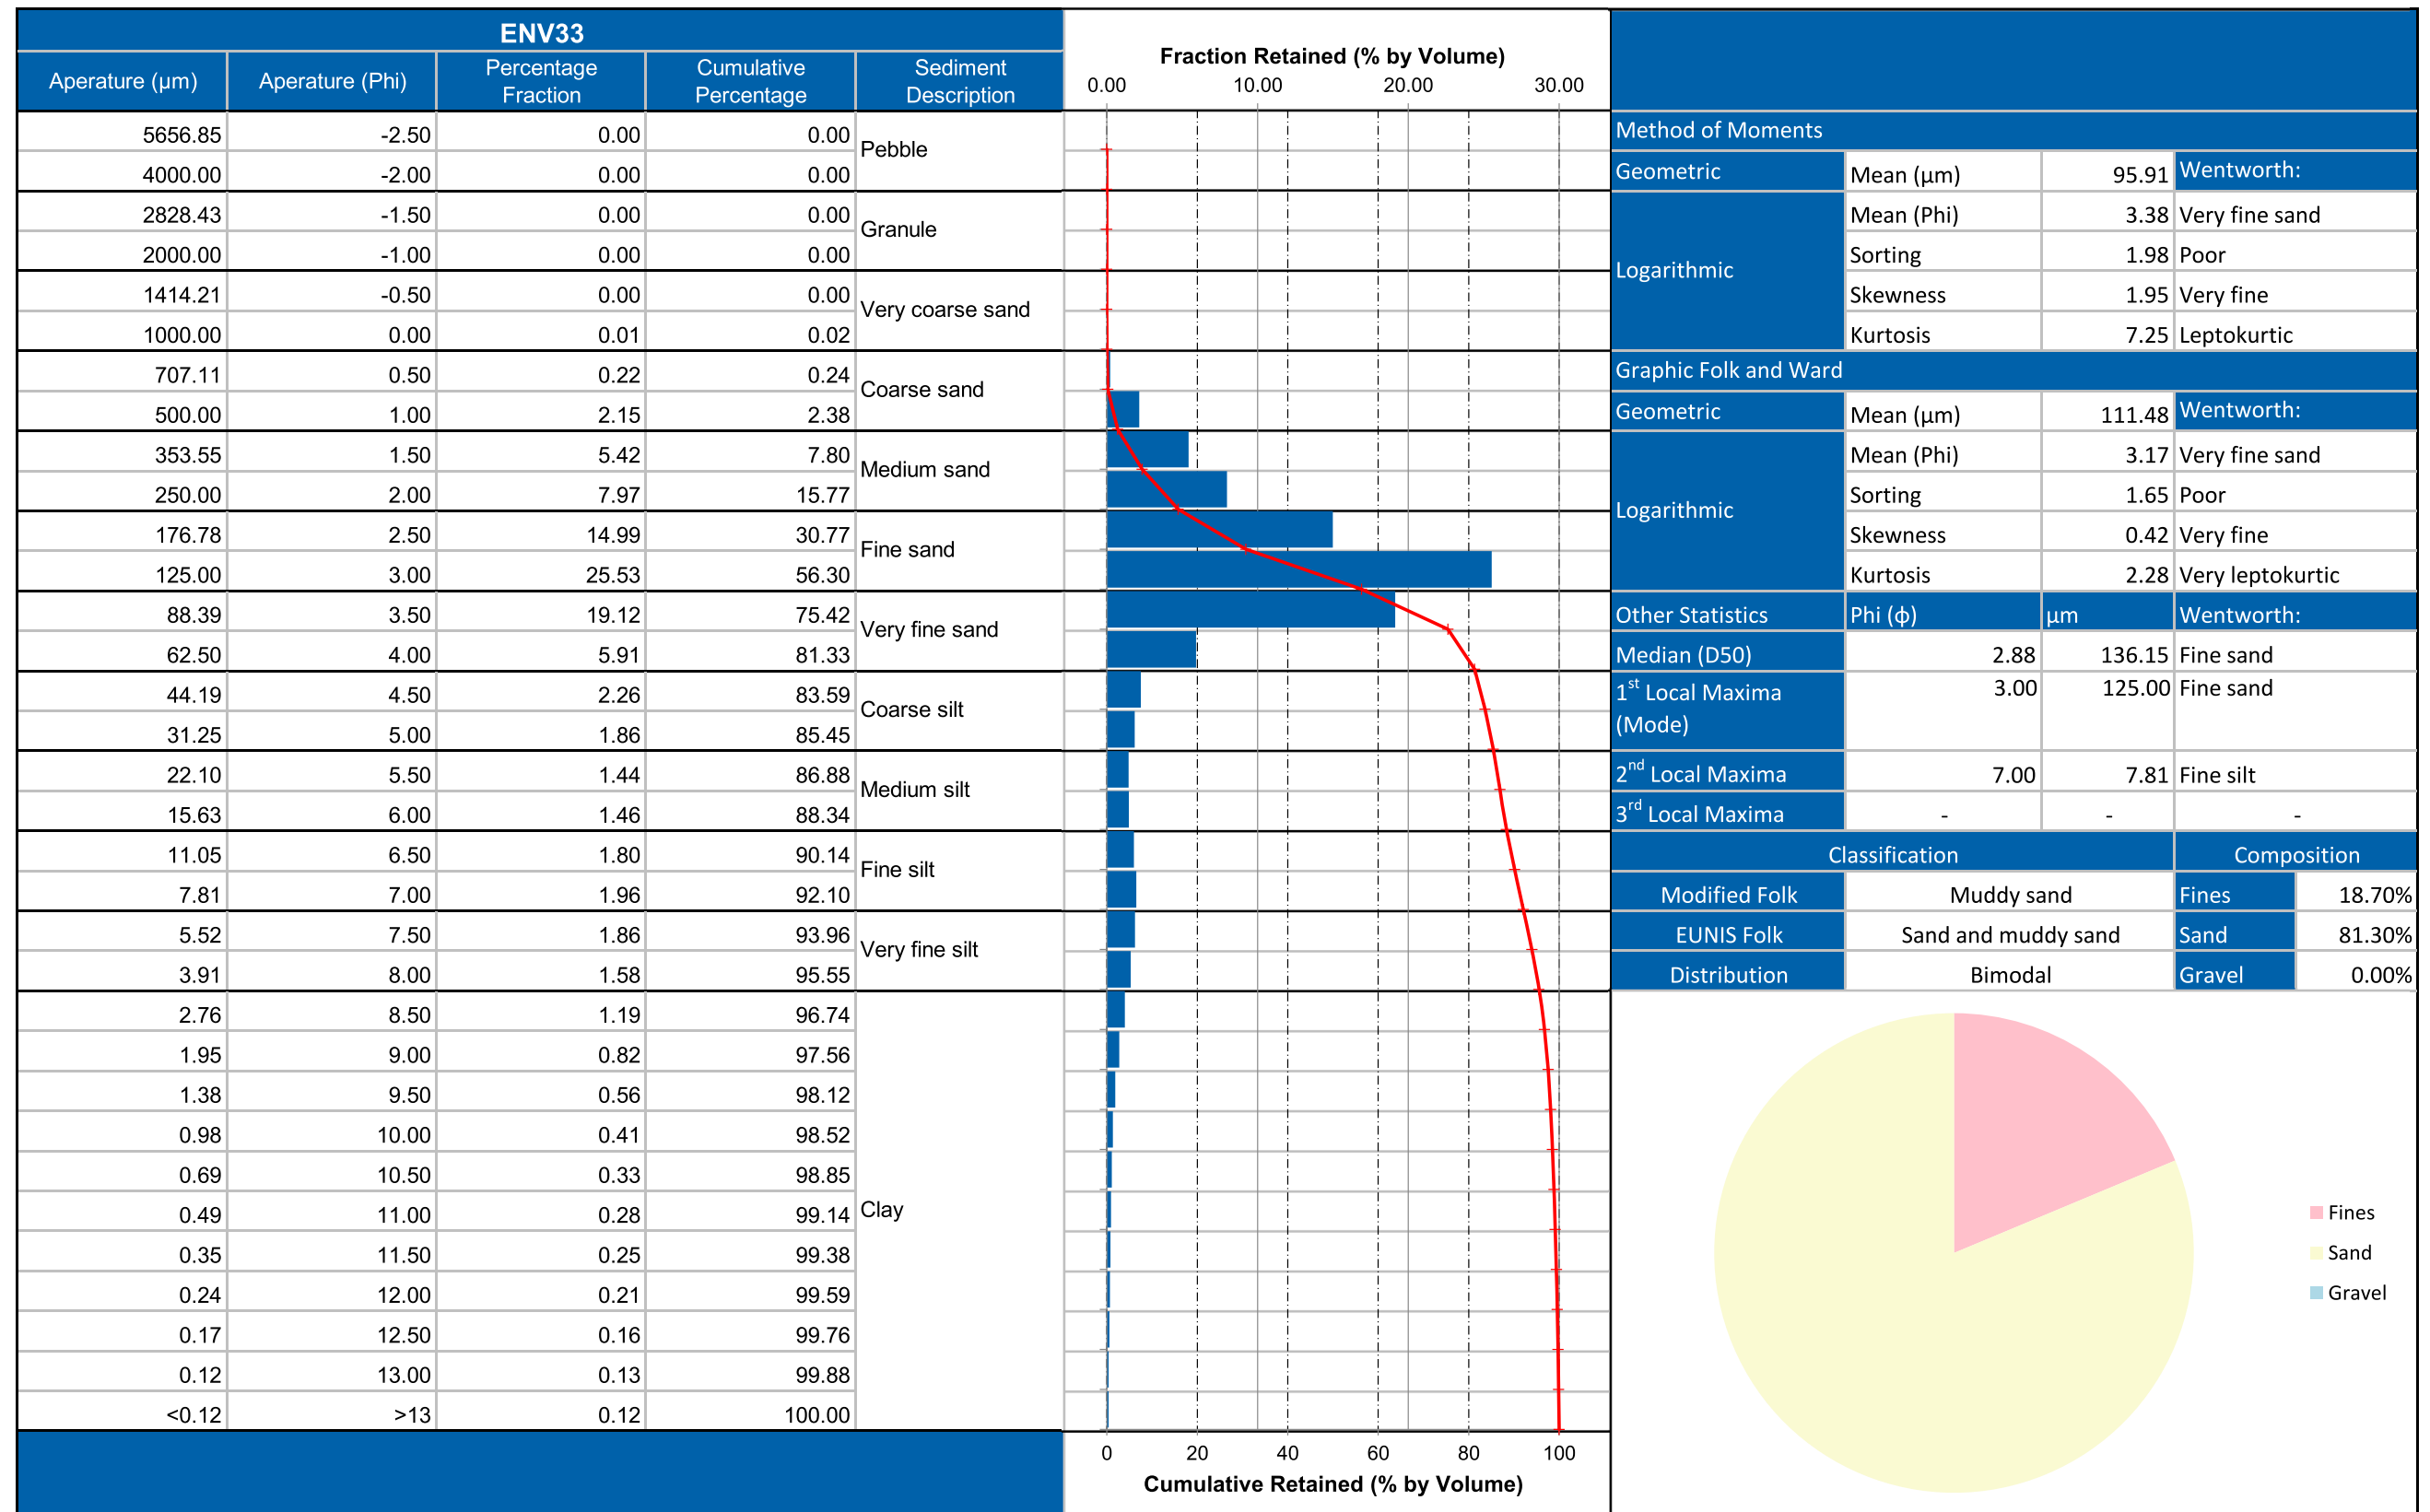 ENV33
Aperature (µm) Aperature (Phi) Percentage Fraction Cumulative Percentage Sediment Description
Fraction Retained (% by Volume)
0.00 10.00 20.00 30.00
5656.85 -2.50 0.00 0.00 Pebble
4000.00 -2.00 0.00 0.00
2828.43 -1.50 0.00 0.00 Granule
2000.00 -1.00 0.00 0.00
1414.21 -0.50 0.00 0.00 Very coarse sand
1000.00 0.00 0.01 0.02
707.11 0.50 0.22 0.24 Coarse sand
500.00 1.00 2.15 2.38
353.55 1.50 5.42 7.80 Medium sand
250.00 2.00 7.97 15.77
176.78 2.50 14.99 30.77 Fine sand
125.00 3.00 25.53 56.30
88.39 3.50 19.12 75.42 Very fine sand
62.50 4.00 5.91 81.33
44.19 4.50 2.26 83.59 Coarse silt
31.25 5.00 1.86 85.45
22.10 5.50 1.44 86.88 Medium silt
15.63 6.00 1.46 88.34
11.05 6.50 1.80 90.14 Fine silt
7.81 7.00 1.96 92.10
5.52 7.50 1.86 93.96 Very fine silt
3.91 8.00 1.58 95.55
2.76 8.50 1.19 96.74
1.95 9.00 0.82 97.56
1.38 9.50 0.56 98.12
0.98 10.00 0.41 98.52
0.69 10.50 0.33 98.85
0.49 11.00 0.28 99.14 Clay
0.35 11.50 0.25 99.38
0.24 12.00 0.21 99.59
0.17 12.50 0.16 99.76
0.12 13.00 0.13 99.88
<0.12 >13 0.12 100.00
0 20 40 60 80 100
Cumulative Retained (% by Volume)
Method of Moments
Geometric Mean (µm) 95.91 Wentworth:
Logarithmic
Mean (Phi) 3.38 Very fine sand
Sorting 1.98 Poor
Skewness 1.95 Very fine
Kurtosis 7.25 Leptokurtic
Graphic Folk and Ward
Geometric Mean (µm) 111.48 Wentworth:
Logarithmic
Mean (Phi) 3.17 Very fine sand
Sorting 1.65 Poor
Skewness 0.42 Very fine
Kurtosis 2.28 Very leptokurtic
Other Statistics Phi (ϕ) µm Wentworth:
Median (D50) 2.88 136.15 Fine sand
1st Local Maxima (Mode) 3.00 125.00 Fine sand
2nd Local Maxima 7.00 7.81 Fine silt
3rd Local Maxima - - -
Classification Composition
Modified Folk Muddy sand Fines 18.70%
EUNIS Folk Sand and muddy sand Sand 81.30%
Distribution Bimodal Gravel 0.00%
Fines
Sand
Gravel